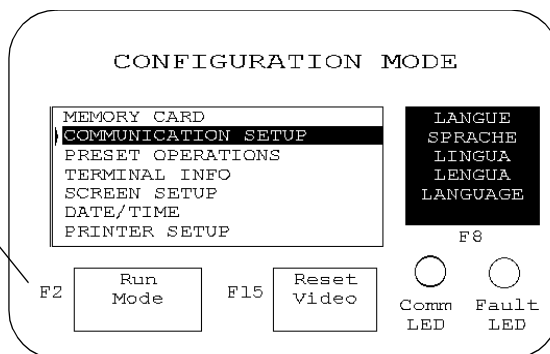 CONFIGURATION MODE
MEMORY CARD
COMMUNICATION SETUP
PRESET OPERATIONS
TERMINAL INFO
SCREEN SETUP
DATE/TIME
PRINTER SETUP
LANGUE
SPRACHE
LINGUA
LENGUA
LANGUAGE
F8
F2
Run
Mode
F15
Reset
Video
Comm
LED
Fault
LED